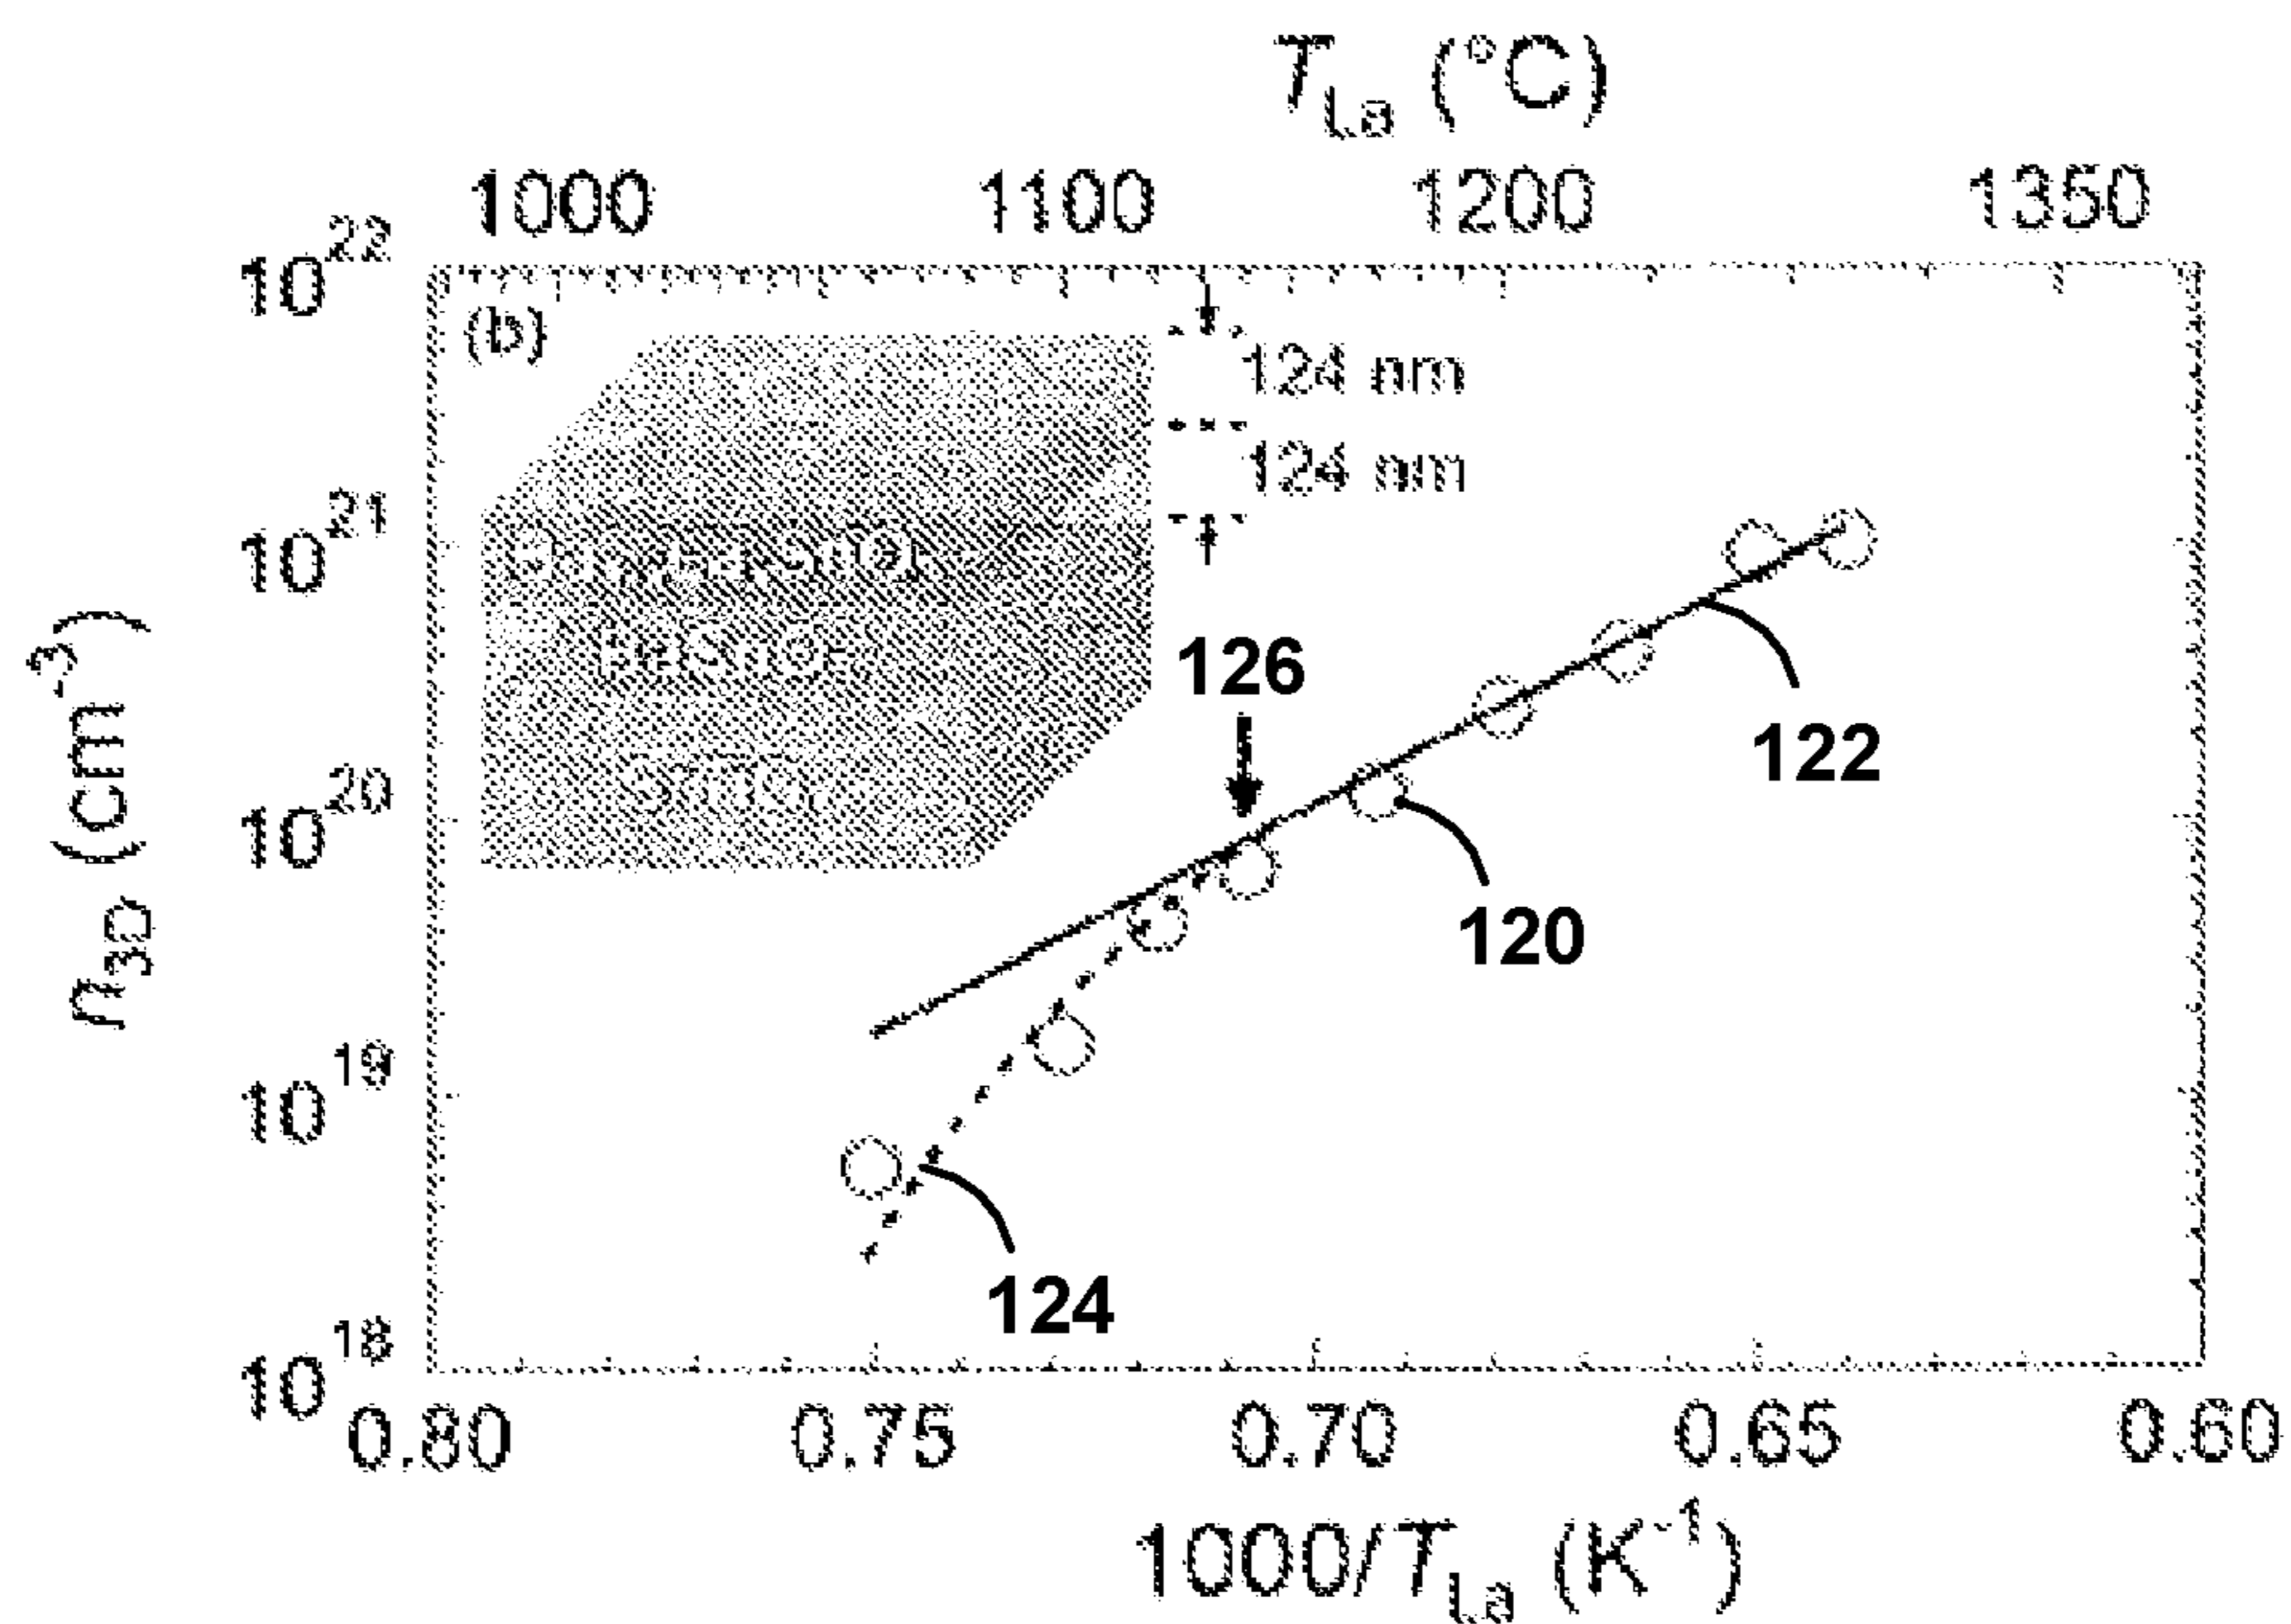 T_La (°C)
1000 1100 1200 1350
10^22
(b)
124 nm
124 nm
10^21
126
122
10^20
120
n_3D (cm^-3)
10^19
124
10^18
0.80 0.75 0.70 0.65 0.60
1000/T_La (K^-1)